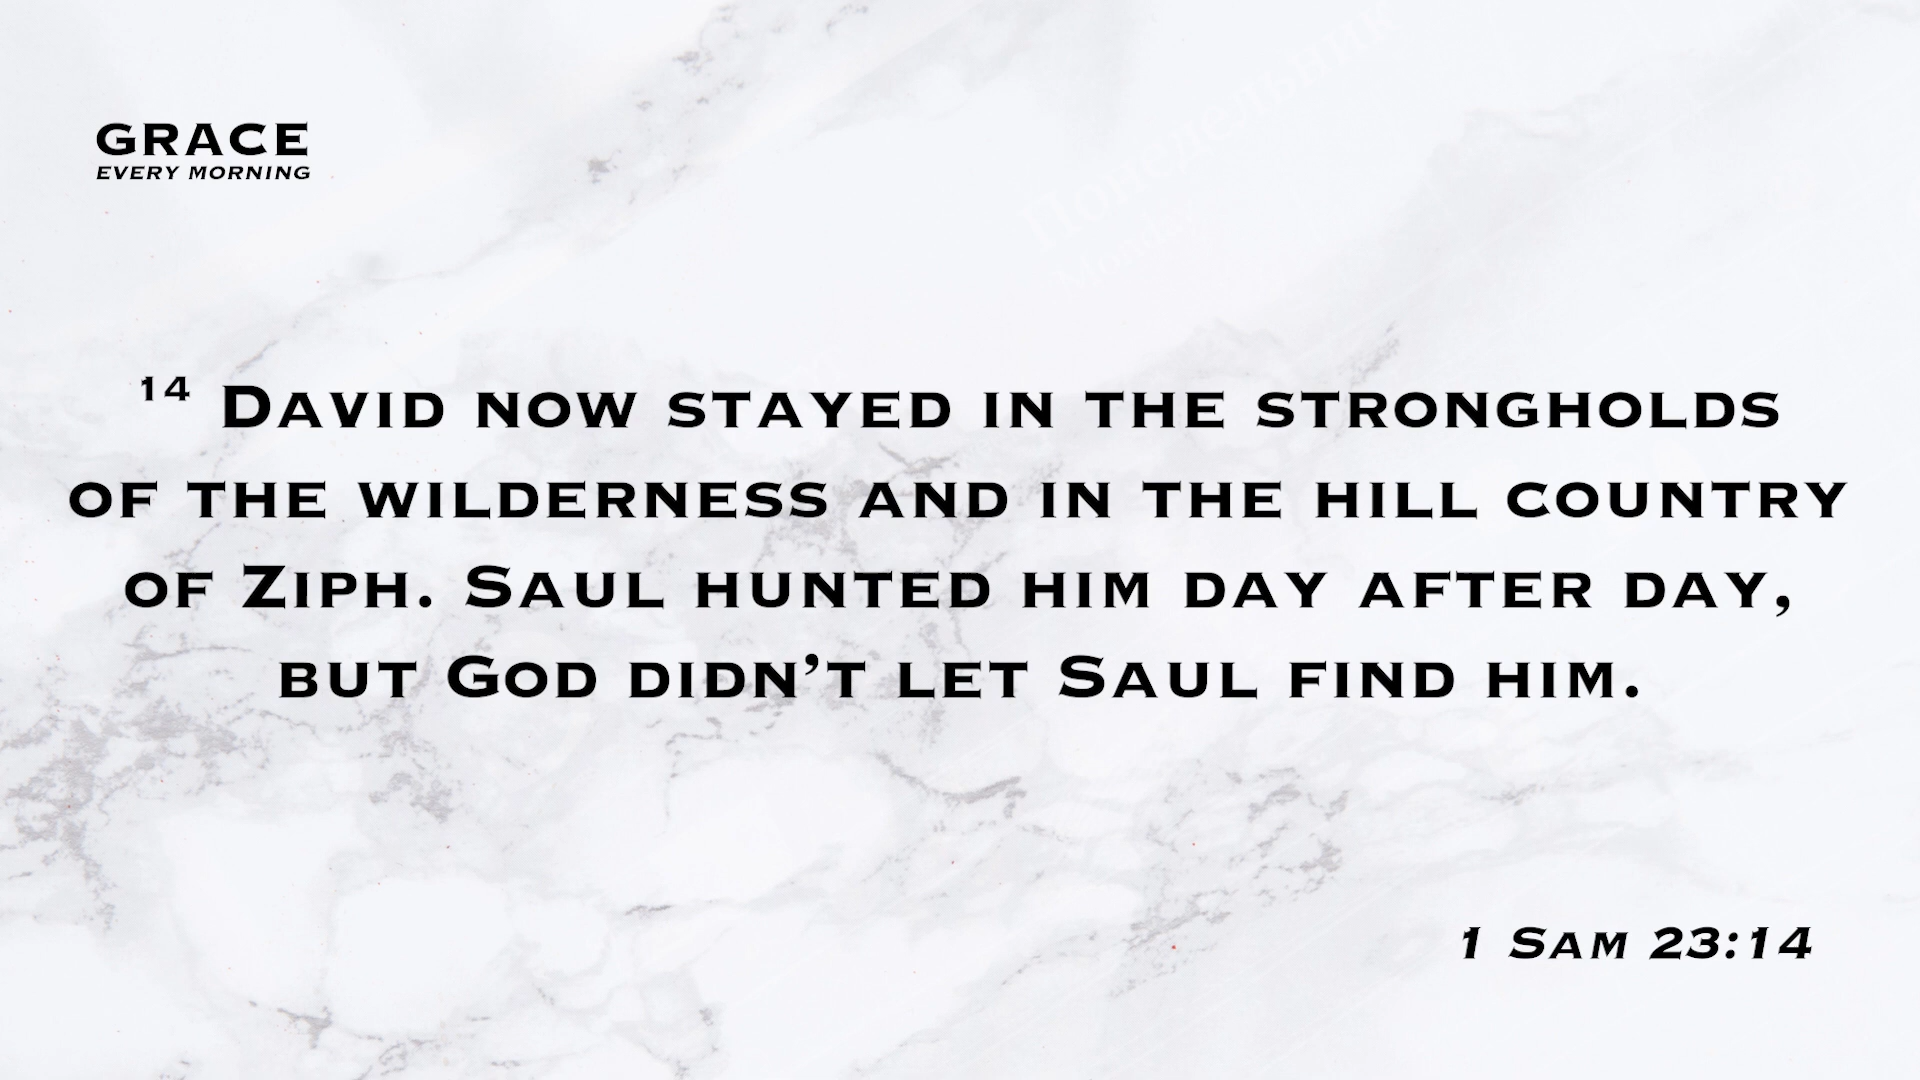 GRACE
EVERY MORNING
14 David now stayed in the strongholds
of the wilderness and in the hill country
of Ziph. Saul hunted him day after day,
but God didn’t let Saul find him.
1 Sam 23:14